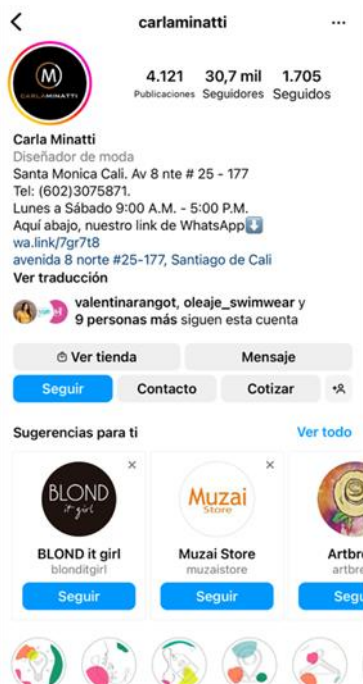 carlaminatti
M
CARLAMINATTI
4.121 30,7 mil 1.705
Publicaciones Seguidores Seguidos
Carla Minatti
Diseñador de moda
Santa Monica Cali. Av 8 nte # 25 - 177
Tel: (602)3075871.
Lunes a Sábado 9:00 A.M. - 5:00 P.M.
Aquí abajo, nuestro link de WhatsApp⬇️
wa.link/7gr7t8
avenida 8 norte #25-177, Santiago de Cali
Ver traducción
valentinarangot, oleaje_swimwear y
9 personas más siguen esta cuenta
Ver tienda Mensaje
Seguir Contacto Cotizar
Sugerencias para ti Ver todo
BLOND
it girl
Muzai
Store
BLOND it girl Muzai Store Artbre
blonditgirl muzaistore artbre
Seguir Seguir Segu